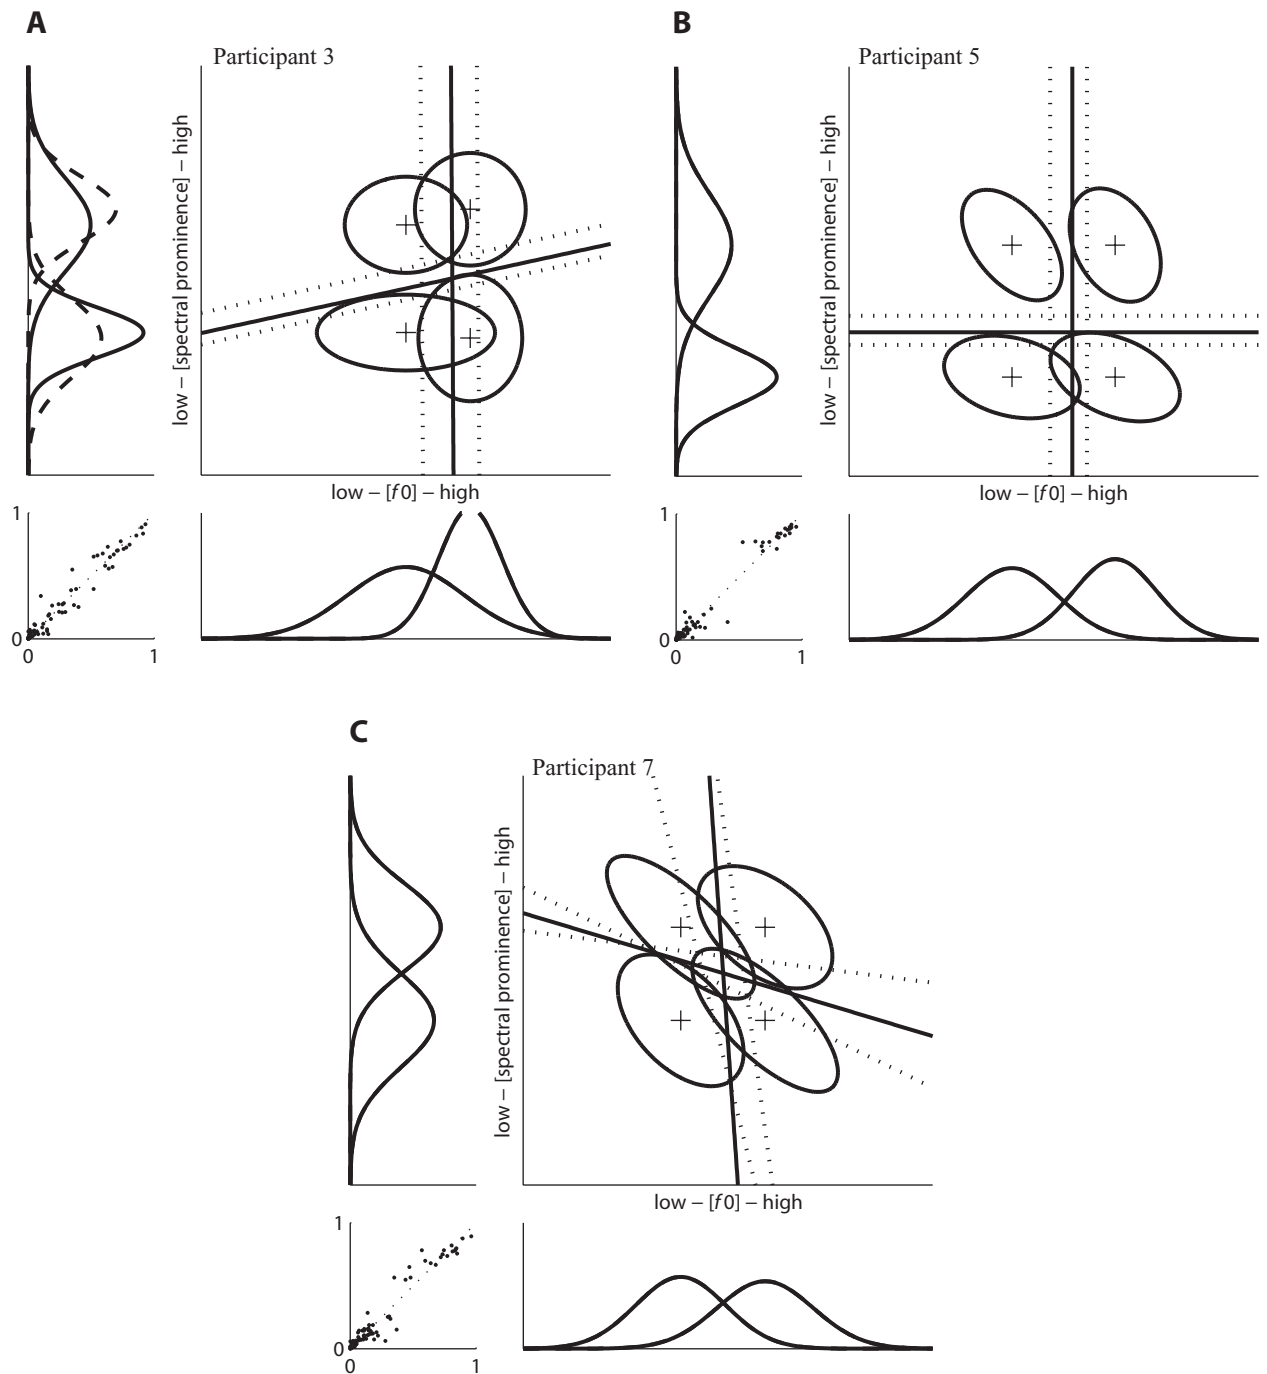 A
B
Participant 3
Participant 5
low – [spectral prominence] – high
low – [spectral prominence] – high
low – [f0] – high
low – [f0] – high
1
0
0
1
1
0
0
1
C
Participant 7
low – [spectral prominence] – high
low – [f0] – high
1
0
0
1